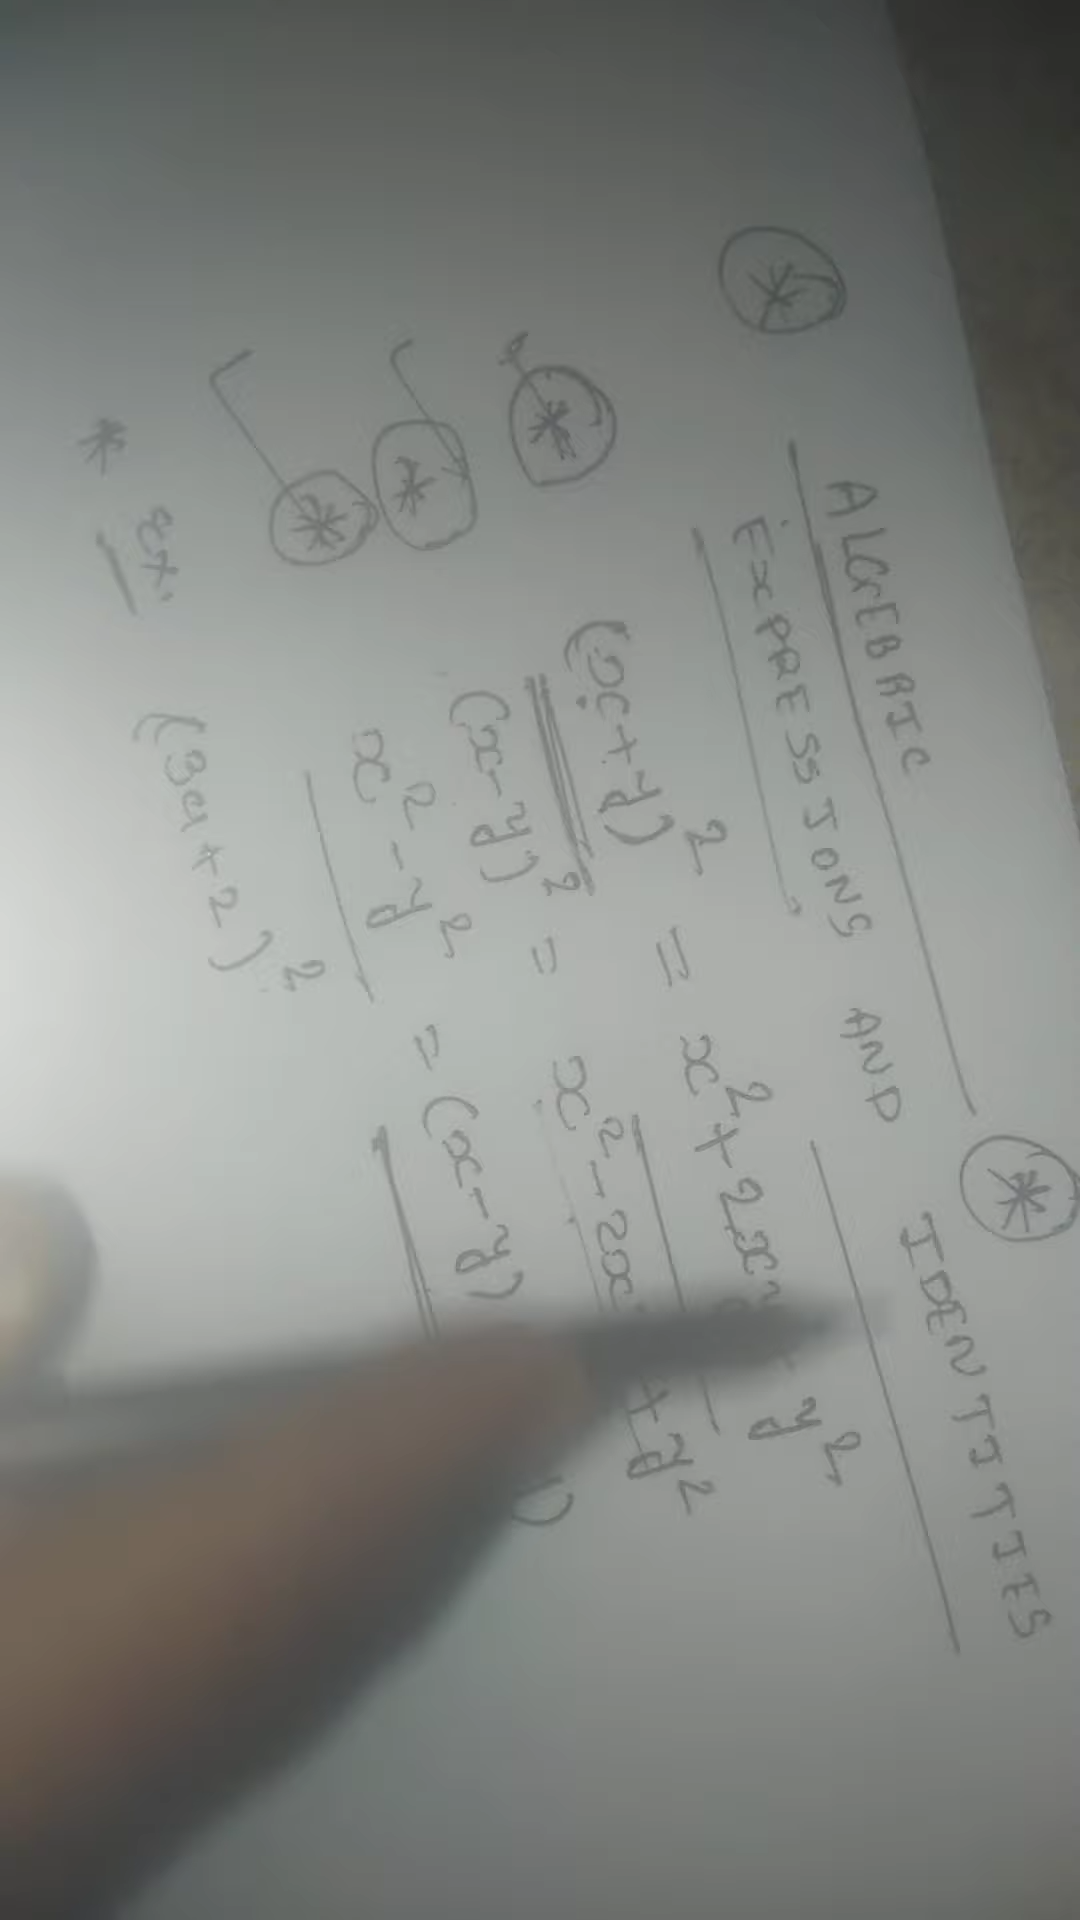 ALGEBRAIC
EXPRESSIONS AND IDENTITIES
(x+y)² = x² + 2x y²
(x-y)² = x² - 2x + y²
x² - y² = (x-y) )
* Ex.
(3a+2)²